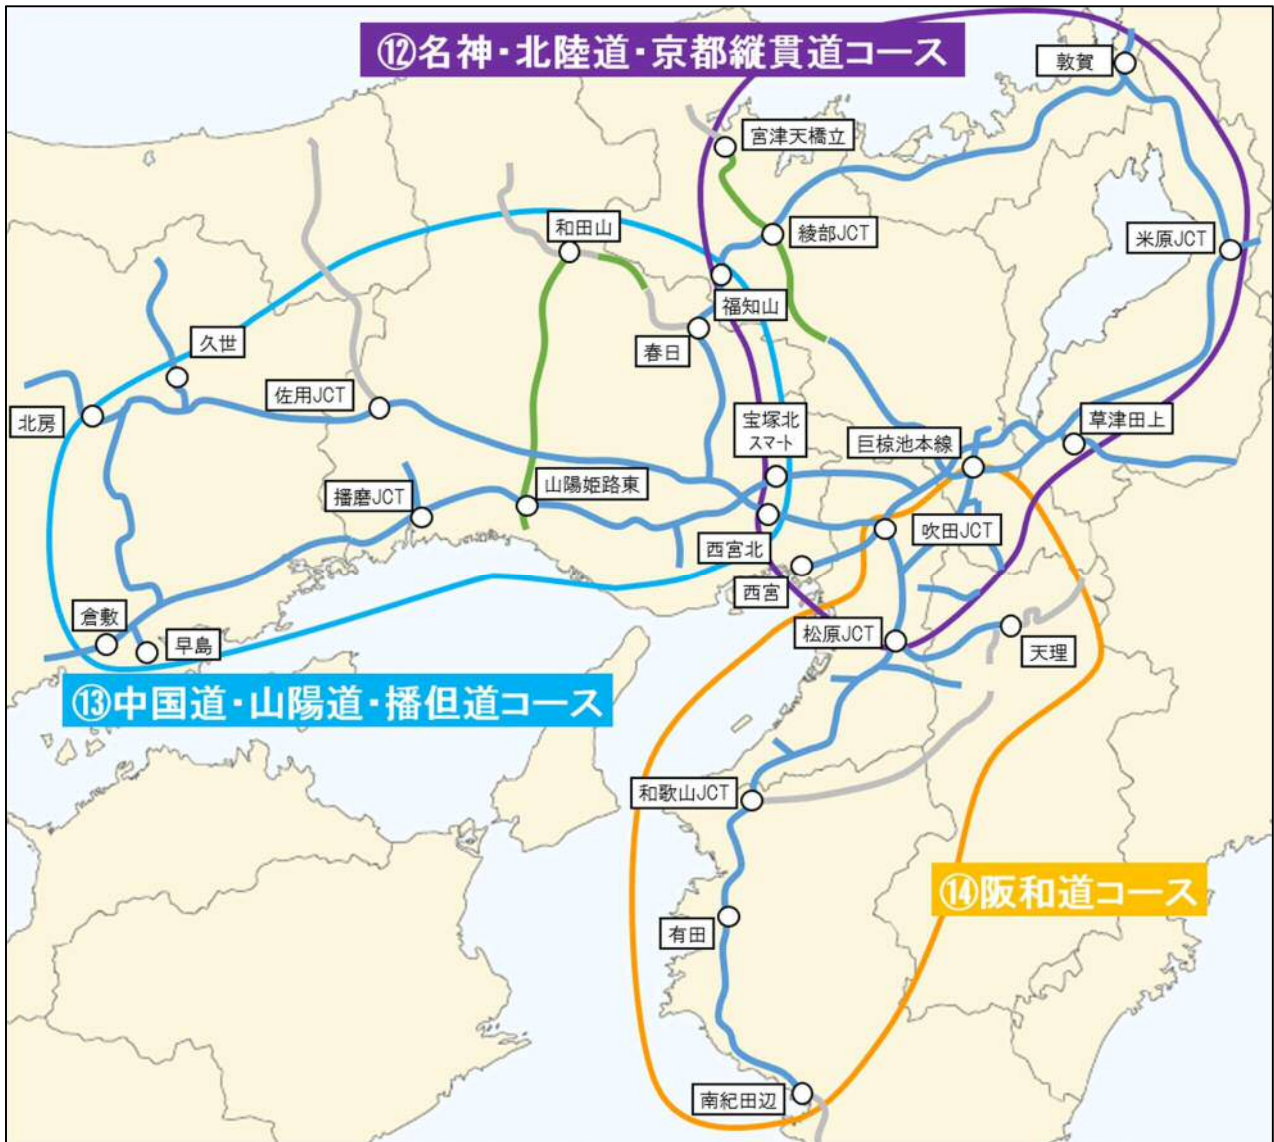 ⑫名神・北陸道・京都縦貫道コース
敦賀
宮津天橋立
綾部JCT
米原JCT
和田山
福知山
久世
春日
佐用JCT
北房
宝塚北
スマート
巨椋池本線
草津田上
播磨JCT
山陽姫路東
吹田JCT
西宮北
西宮
倉敷
早島
松原JCT
天理
⑬中国道・山陽道・播但道コース
和歌山JCT
⑭阪和道コース
有田
南紀田辺